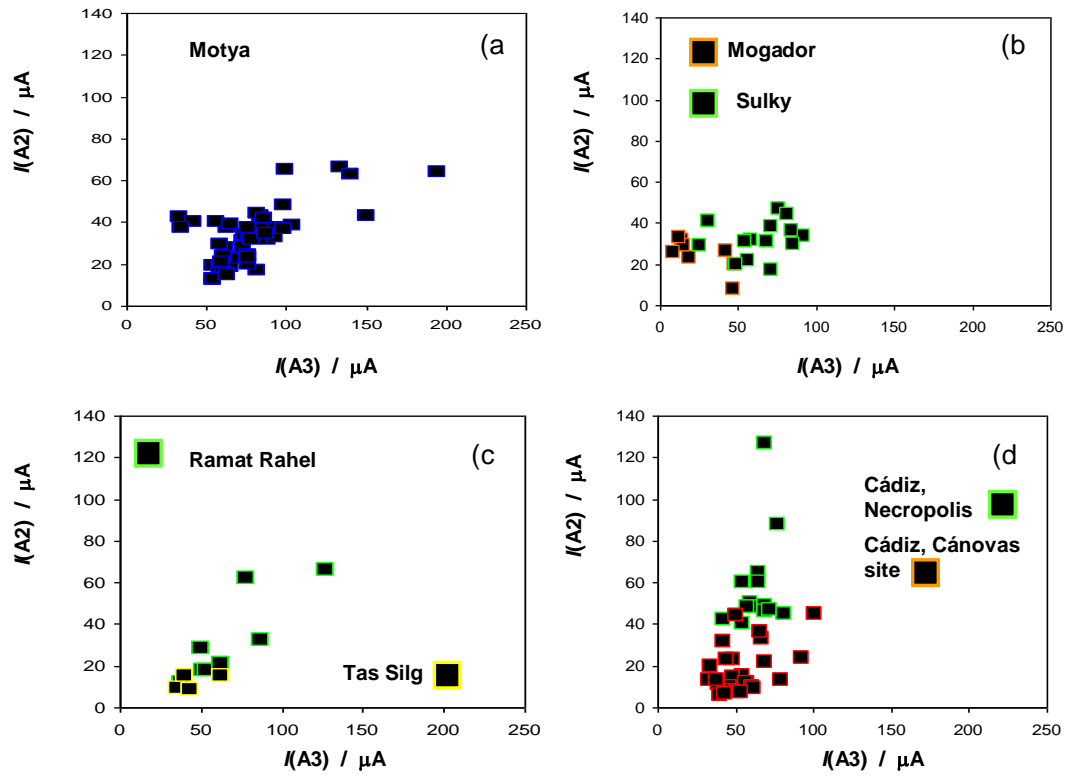 140
120
100
80
60
40
20
0
I(A2) / μA
Motya
(a
0 50 100 150 200 250
I(A3) / μA
140
120
100
80
60
40
20
0
I(A2) / μA
Mogador
Sulky
(b
0 50 100 150 200 250
I(A3) / μA
140
120
100
80
60
40
20
0
I(A2) / μA
Ramat Rahel
(c
Tas Silg
0 50 100 150 200 250
I(A3) / μA
140
120
100
80
60
40
20
0
I(A2) / μA
(d
Cádiz,
Necropolis
Cádiz, Cánovas
site
0 50 100 150 200 250
I(A3) / μA